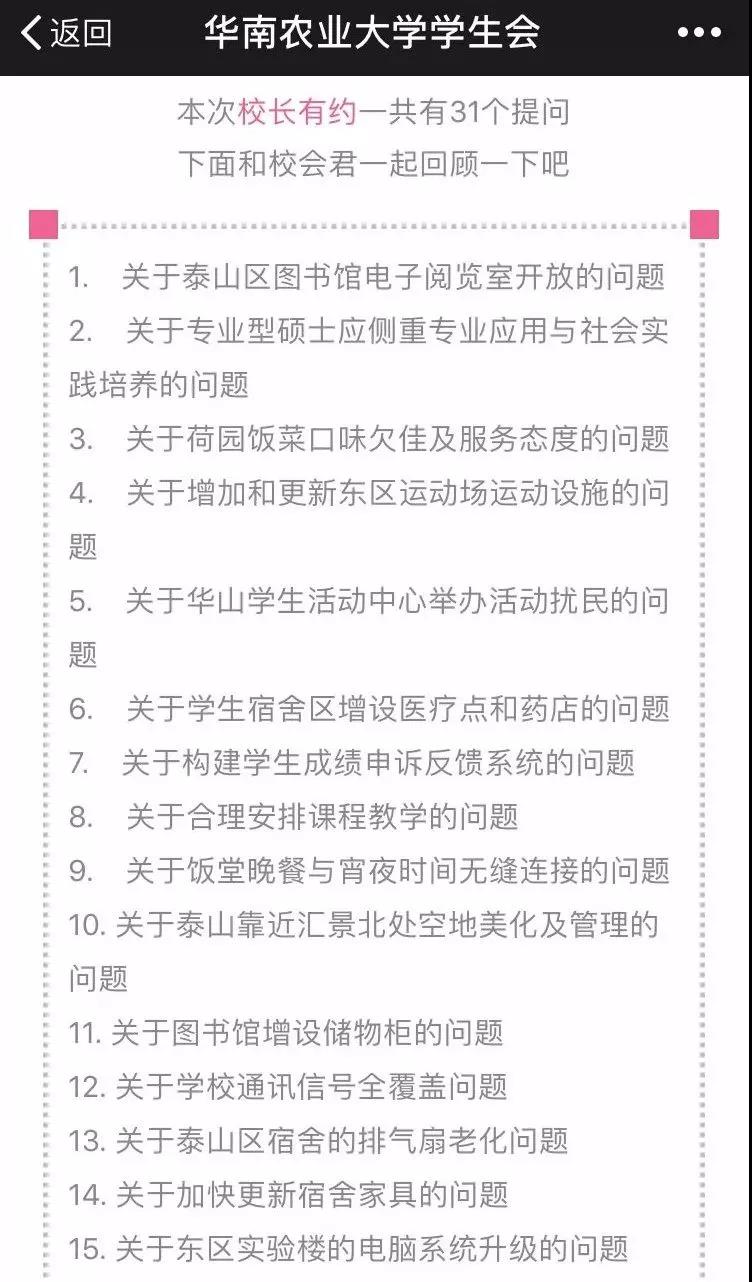 返回 华南农业大学学生会
本次校长有约一共有31个提问
下面和校会君一起回顾一下吧
1. 关于泰山区图书馆电子阅览室开放的问题
2. 关于专业型硕士应侧重专业应用与社会实
践培养的问题
3. 关于荷园饭菜口味欠佳及服务态度的问题
4. 关于增加和更新东区运动场运动设施的问
题
5. 关于华山学生活动中心举办活动扰民的问
题
6. 关于学生宿舍区增设医疗点和药店的问题
7. 关于构建学生成绩申诉反馈系统的问题
8. 关于合理安排课程教学的问题
9. 关于饭堂晚餐与宵夜时间无缝连接的问题
10. 关于泰山靠近汇景北处空地美化及管理的
问题
11. 关于图书馆增设储物柜的问题
12. 关于学校通讯信号全覆盖问题
13. 关于泰山区宿舍的排气扇老化问题
14. 关于加快更新宿舍家具的问题
15. 关于东区实验楼的电脑系统升级的问题